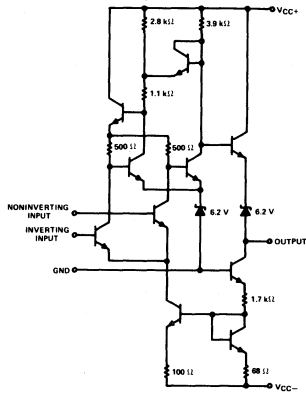 2.8 kΩ
3.9 kΩ
VCC+
1.1 kΩ
500 Ω
500 Ω
NONINVERTING
INPUT
6.2 V
6.2 V
INVERTING
INPUT
OUTPUT
GND
1.7 kΩ
100 Ω
68 Ω
VCC−